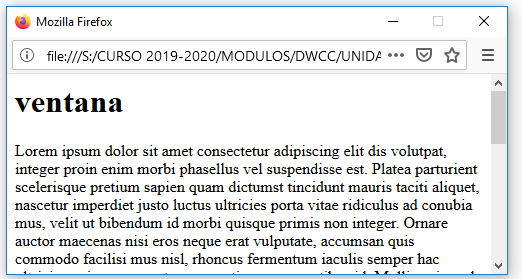 Mozilla Firefox
file:///S:/CURSO 2019-2020/MODULOS/DWCC/UNIDA
ventana
Lorem ipsum dolor sit amet consectetur adipiscing elit dis volutpat,
integer proin enim morbi phasellus vel suspendisse est. Platea parturient
scelerisque pretium sapien quam dictumst tincidunt mauris taciti aliquet,
nascetur imperdiet justo luctus ultricies porta vitae ridiculus ad conubia
mus, velit ut bibendum id morbi quisque primis non integer. Ornare
auctor maecenas nisi eros neque erat vulputate, accumsan quis
commodo facilisi mus nisl, rhoncus fermentum iaculis semper hac